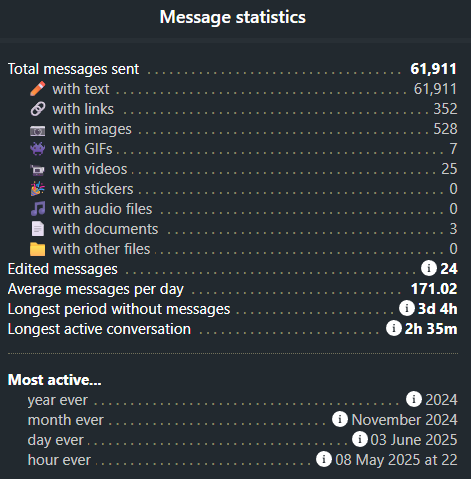 Message statistics
Total messages sent 61,911
with text 61,911
with links 352
with images 528
with GIFs 7
with videos 25
with stickers 0
with audio files 0
with documents 3
with other files 0
Edited messages 24
Average messages per day 171.02
Longest period without messages 3d 4h
Longest active conversation 2h 35m
Most active...
year ever 2024
month ever November 2024
day ever 03 June 2025
hour ever 08 May 2025 at 22